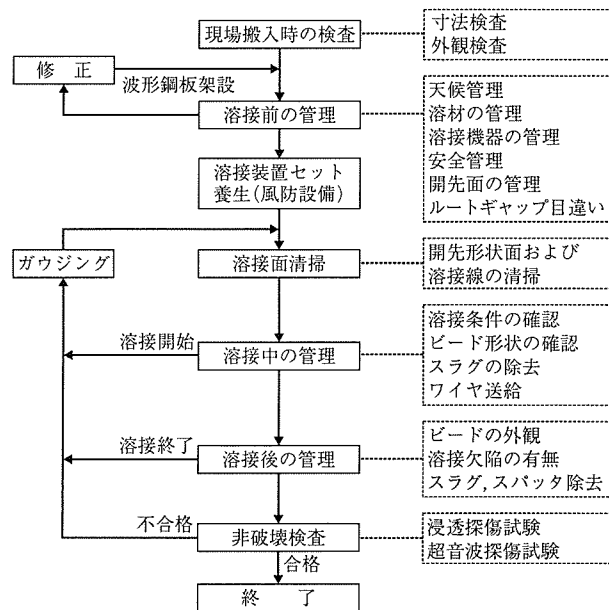 現場搬入時の検査
寸法検査
外観検査
修 正
波形鋼板架設
溶接前の管理
天候管理
溶材の管理
溶接機器の管理
安全管理
開先面の管理
ルートギャップ目違い
溶接装置セット
養生(風防設備)
ガウジング
溶接面清掃
開先形状面および
溶接線の清掃
溶接開始
溶接中の管理
溶接条件の確認
ビード形状の確認
スラグの除去
ワイヤ送給
溶接終了
溶接後の管理
ビードの外観
溶接欠陥の有無
スラグ,スパッタ除去
不合格
非破壊検査
浸透探傷試験
超音波探傷試験
合格
終 了